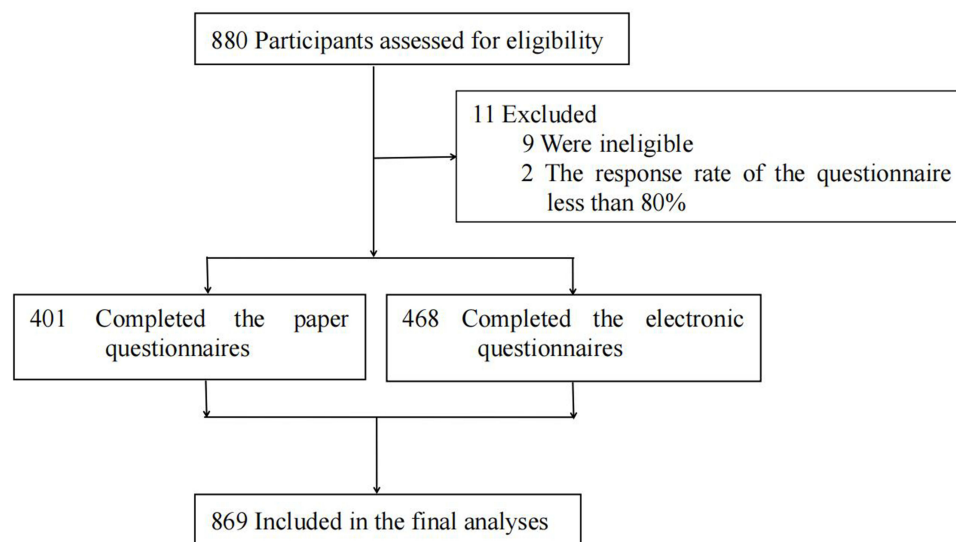 880 Participants assessed for eligibility
11 Excluded
9 Were ineligible
2 The response rate of the questionnaire
less than 80%
401 Completed the paper
questionnaires
468 Completed the electronic
questionnaires
869 Included in the final analyses